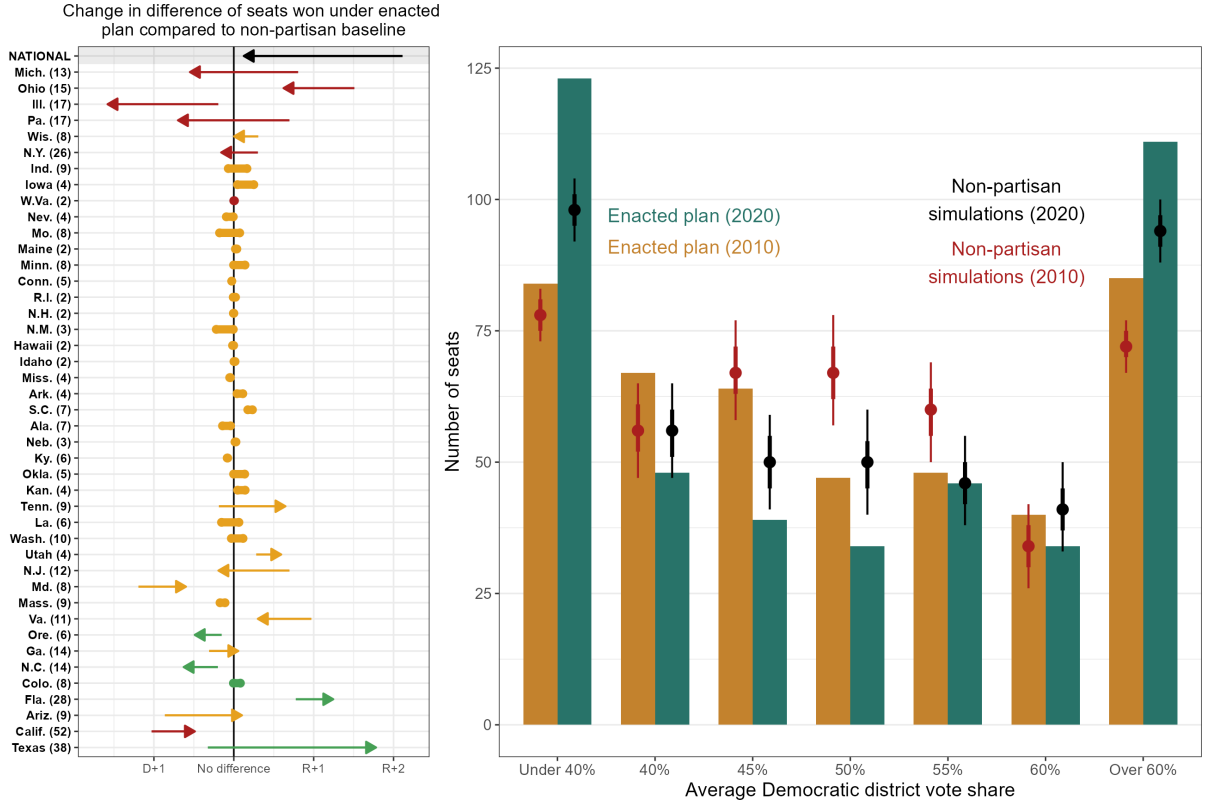 Change in difference of seats won under enacted
plan compared to non-partisan baseline
NATIONAL
Mich. (13)
Ohio (15)
Ill. (17)
Pa. (17)
Wis. (8)
N.Y. (26)
Ind. (9)
Iowa (4)
W.Va. (2)
Nev. (4)
Mo. (8)
Maine (2)
Minn. (8)
Conn. (5)
R.I. (2)
N.H. (2)
N.M. (3)
Hawaii (2)
Idaho (2)
Miss. (4)
Ark. (4)
S.C. (7)
Ala. (7)
Neb. (3)
Ky. (6)
Okla. (5)
Kan. (4)
Tenn. (9)
La. (6)
Wash. (10)
Utah (4)
N.J. (12)
Md. (8)
Mass. (9)
Va. (11)
Ore. (6)
Ga. (14)
N.C. (14)
Colo. (8)
Fla. (28)
Ariz. (9)
Calif. (52)
Texas (38)
D+1 No difference R+1 R+2
Number of seats
125
100
75
50
25
0
Enacted plan (2020)
Enacted plan (2010)
Non-partisan
simulations (2020)
Non-partisan
simulations (2010)
Under 40% 40% 45% 50% 55% 60% Over 60%
Average Democratic district vote share